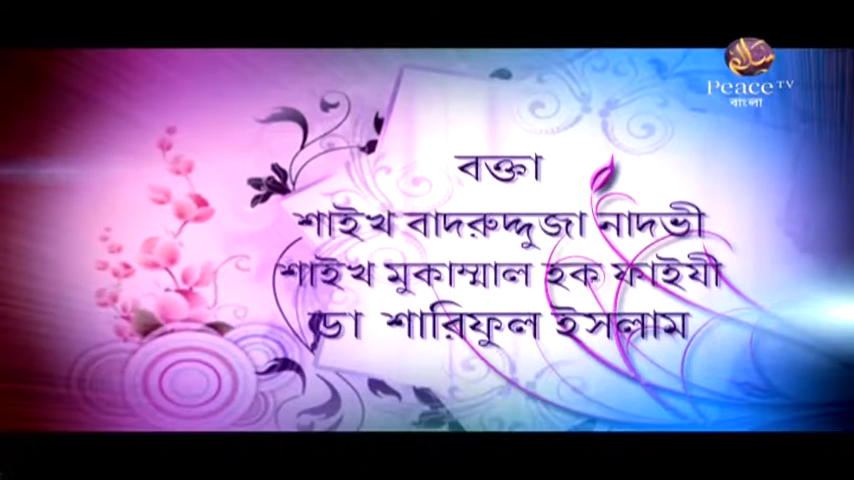 Peace TV
বাংলা
বক্তা
শাইখ বাদরুদ্দুজা নাদভী
শাইখ মুকাম্মাল হক ফাইযী
ডা শারিফুল ইসলাম